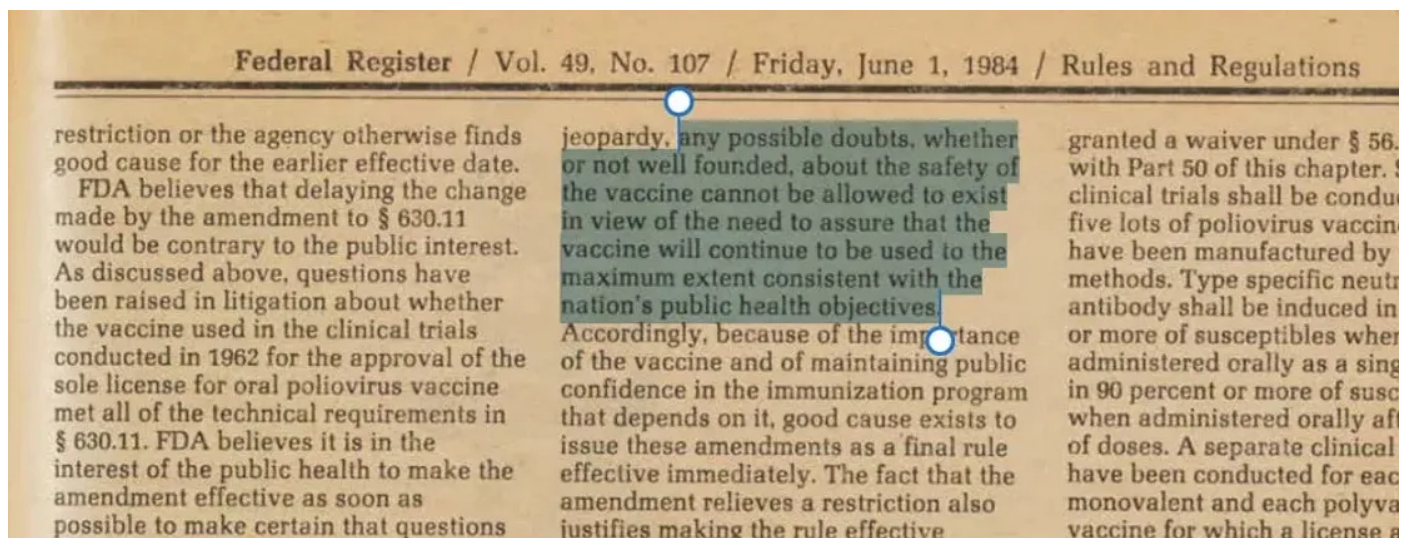 Federal Register / Vol. 49, No. 107 / Friday, June 1, 1984 / Rules and Regulations
restriction or the agency otherwise finds
good cause for the earlier effective date.
FDA believes that delaying the change
made by the amendment to § 630.11
would be contrary to the public interest.
As discussed above, questions have
been raised in litigation about whether
the vaccine used in the clinical trials
conducted in 1962 for the approval of the
sole license for oral poliovirus vaccine
met all of the technical requirements in
§ 630.11. FDA believes it is in the
interest of the public health to make the
amendment effective as soon as
possible to make certain that questions
jeopardy, any possible doubts, whether
or not well founded, about the safety of
the vaccine cannot be allowed to exist
in view of the need to assure that the
vaccine will continue to be used to the
maximum extent consistent with the
nation's public health objectives.
Accordingly, because of the importance
of the vaccine and of maintaining public
confidence in the immunization program
that depends on it, good cause exists to
issue these amendments as a final rule
effective immediately. The fact that the
amendment relieves a restriction also
justifies making the rule effective
granted a waiver under § 56.
with Part 50 of this chapter.
clinical trials shall be
five lots of poliovirus
have been manufactured by
methods. Type specific
antibody shall be induced in
or more of susceptibles
administered orally as a
in 90 percent or more of
when administered orally
of doses. A separate clinical
have been conducted for
monovalent and each
vaccine for which a license